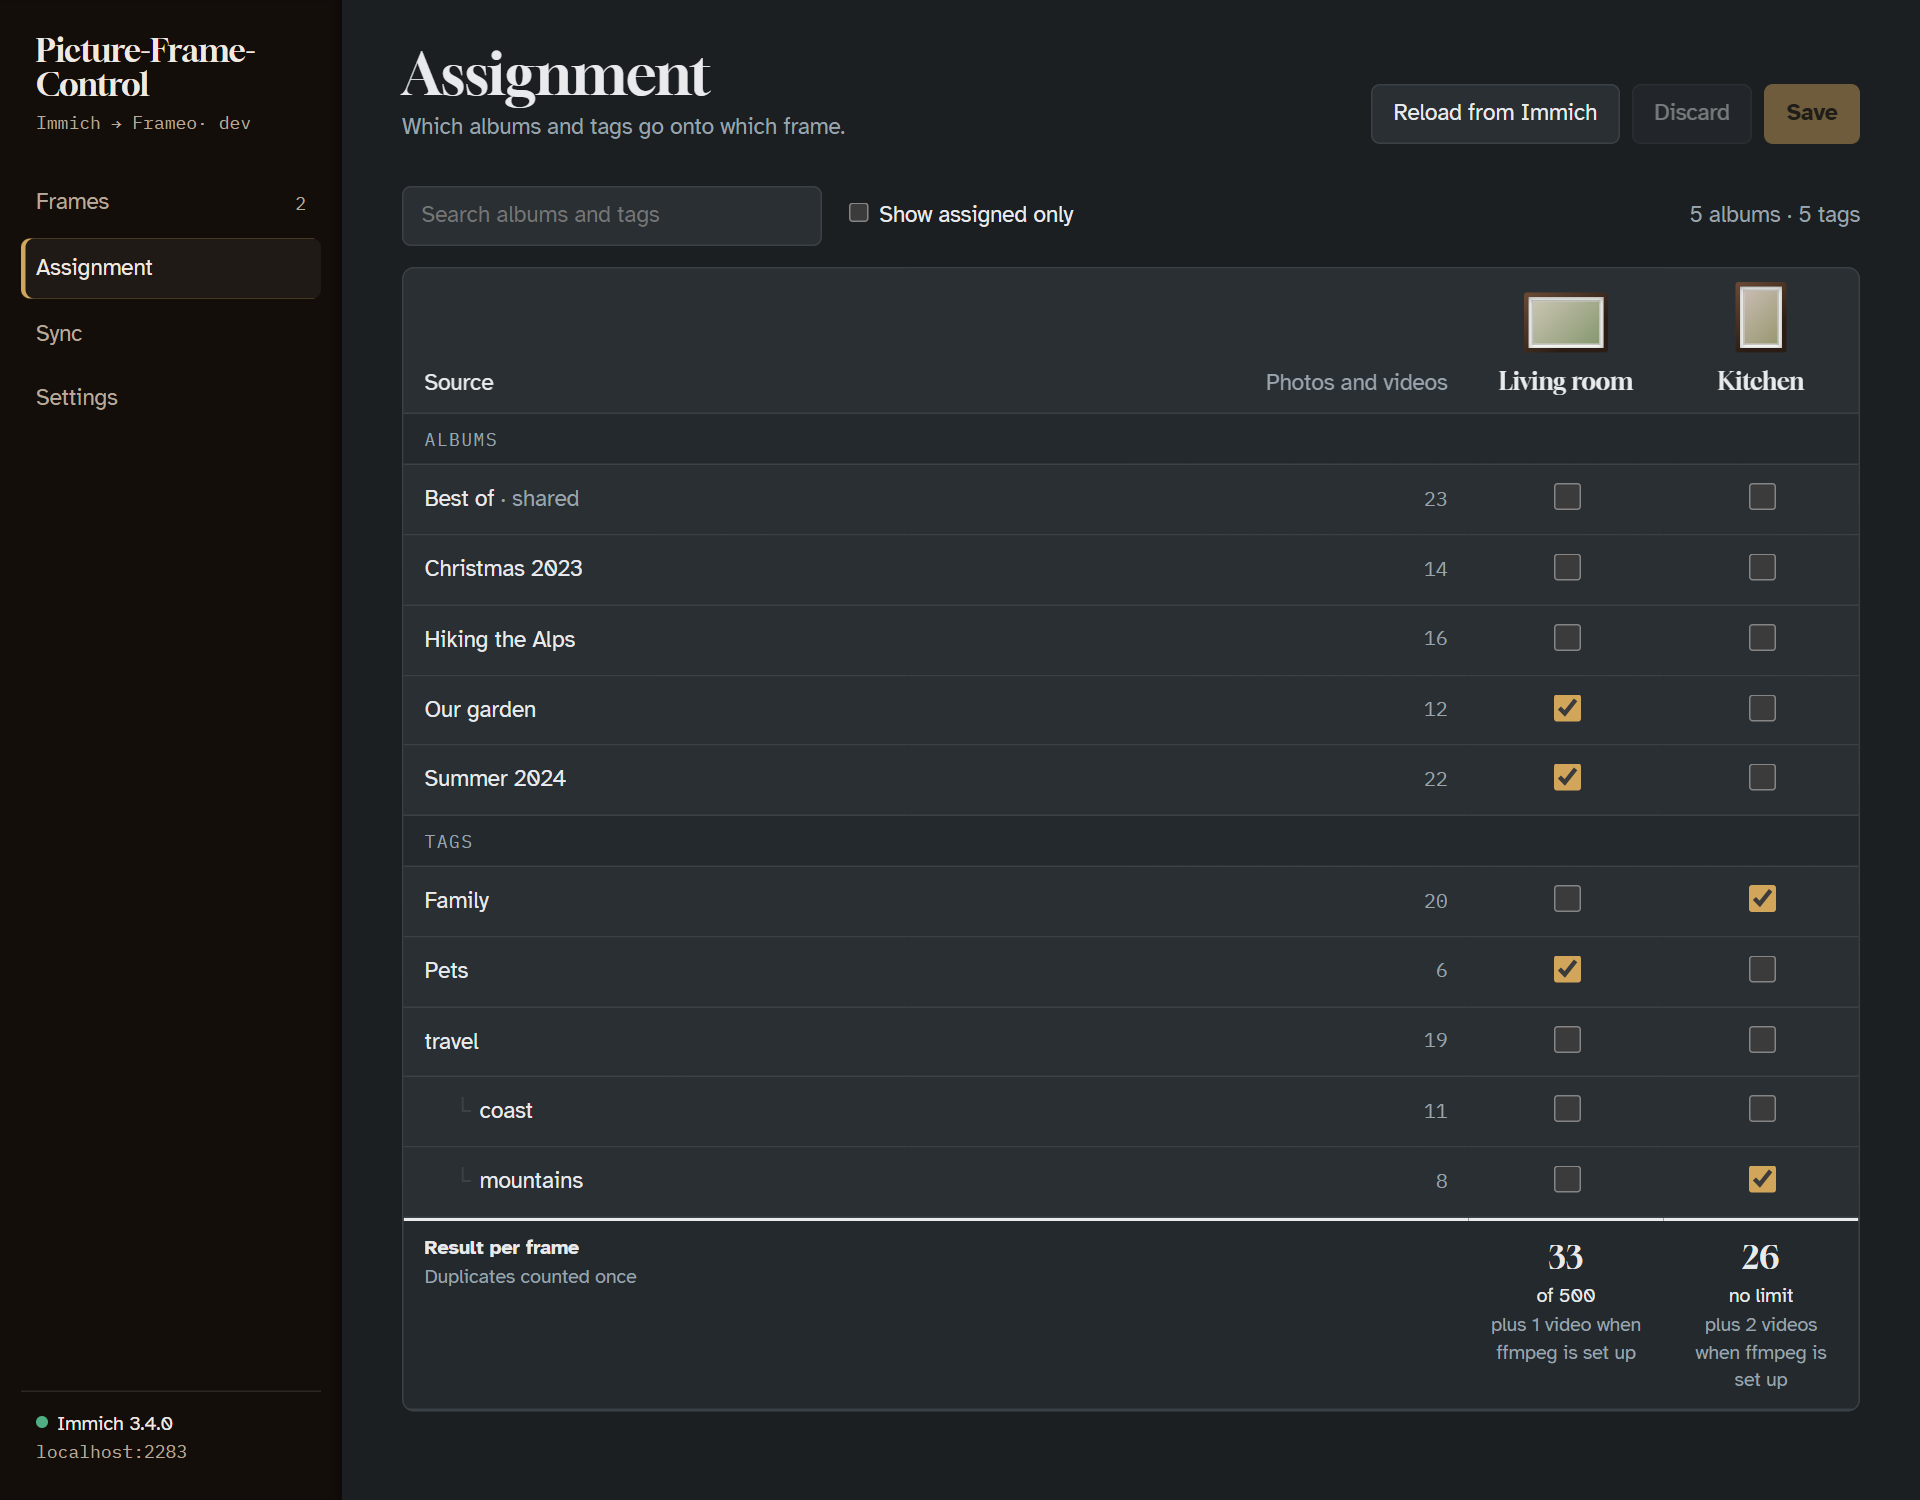 Picture-Frame-
Control
Immich → Frameo· dev
Frames 2
Assignment
Sync
Settings
Immich 3.4.0
localhost:2283
Assignment
Which albums and tags go onto which frame.
Reload from Immich Discard Save
Search albums and tags Show assigned only 5 albums · 5 tags
Source Photos and videos Living room Kitchen
ALBUMS
Best of · shared 23
Christmas 2023 14
Hiking the Alps 16
Our garden 12
Summer 2024 22
TAGS
Family 20
Pets 6
travel 19
coast 11
mountains 8
Result per frame
Duplicates counted once
33
of 500
plus 1 video when
ffmpeg is set up
26
no limit
plus 2 videos
when ffmpeg is
set up